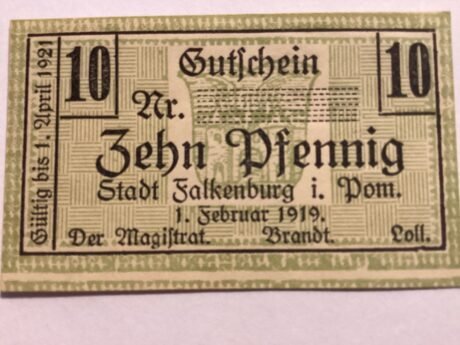 10 Gutschein 10
Nr.
Zehn Pfennig
Stadt Falkenburg i. Pom.
1. Februar 1919.
Der Magistrat. Brandt. Loll.
Gültig bis 1. April 1921